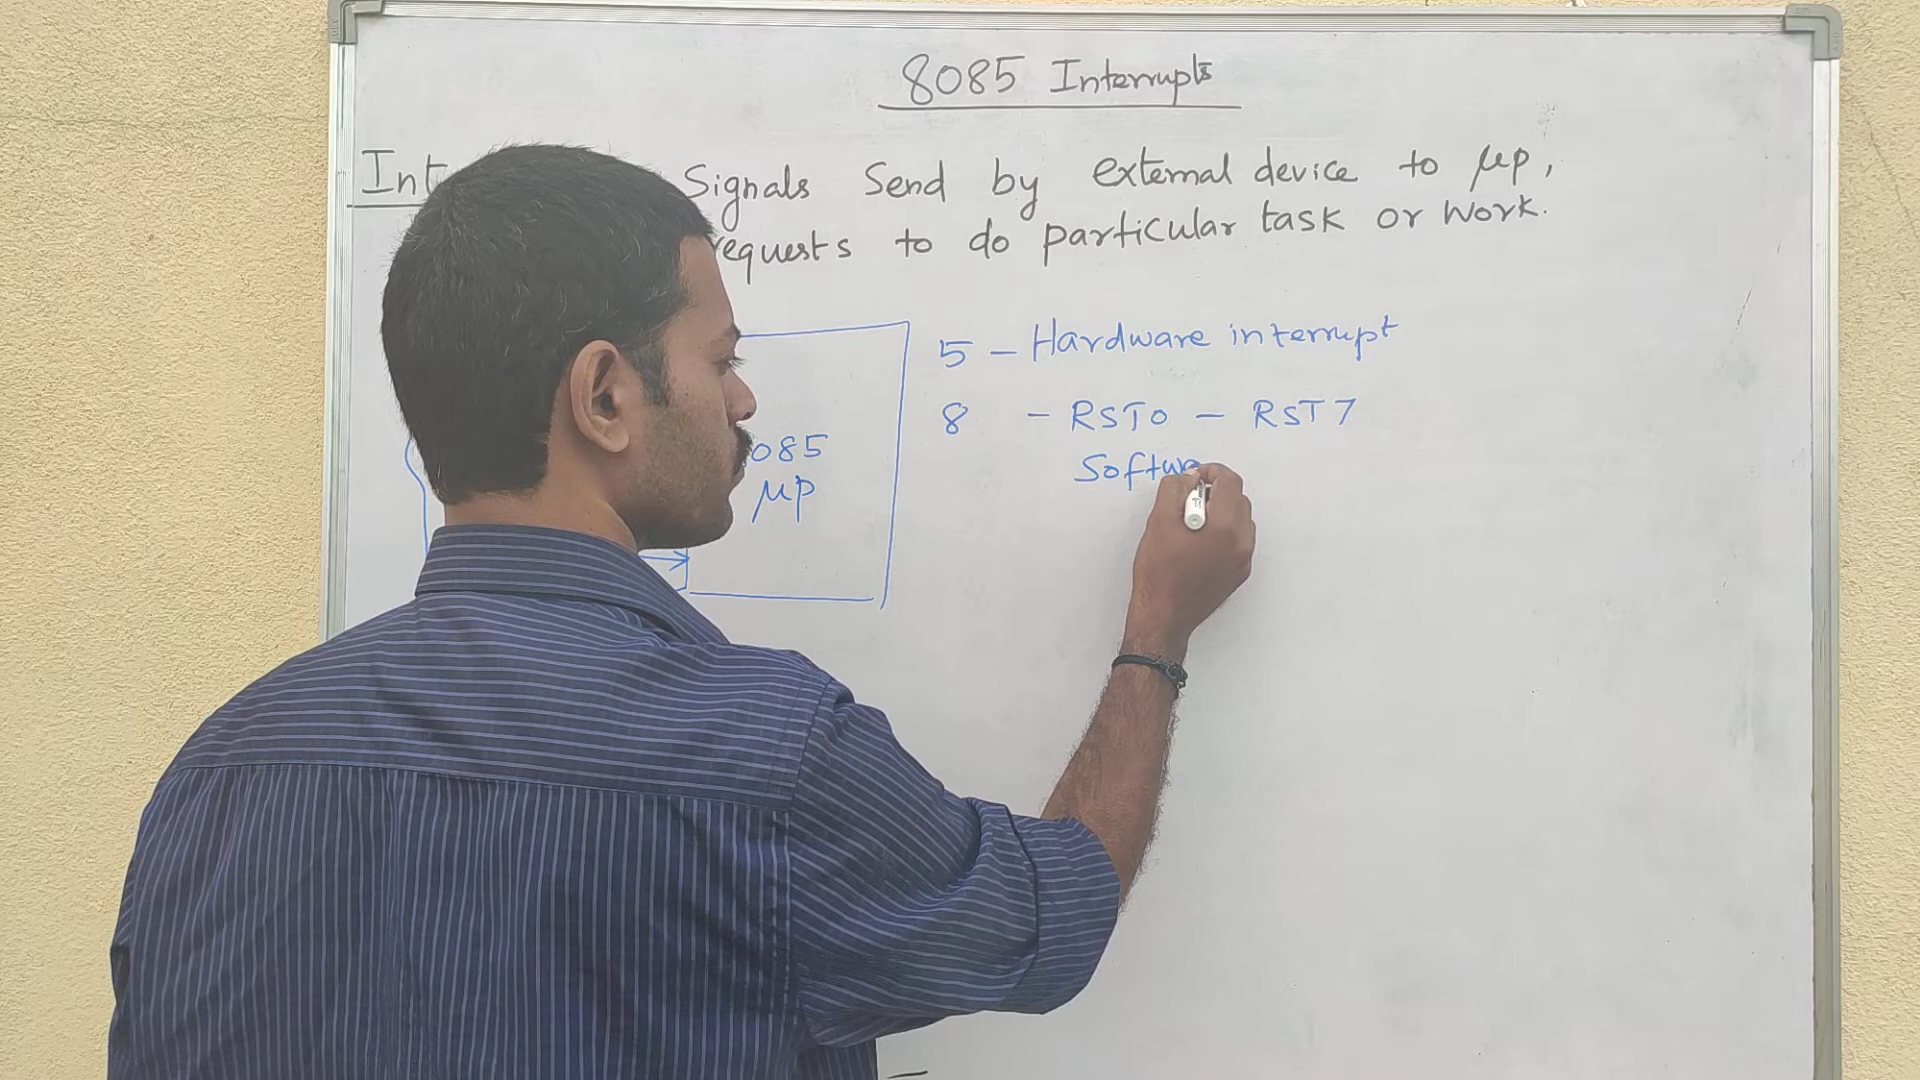 8085 Interrupts
Int Signals Send by external device to μp,
requests to do particular task or work.
5 - Hardware interrupt
8 - RST0 - RST7
Softwa
085
μp